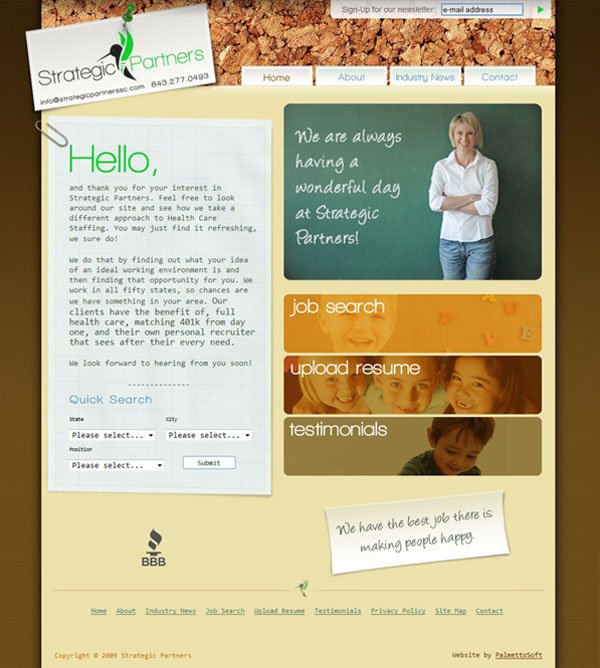 Sign-Up for our newsletter: e-mail address
Strategic Partners
843.277.0493
info@strategicpartnerssc.com
Home About Industry News Contact
Hello,
and thank you for your interest in
Strategic Partners. Feel free to look
around our site and see how we take a
different approach to Health Care
Staffing. You may just find it refreshing,
we sure do!
We do that by finding out what your idea
of an ideal working environment is and
then finding that opportunity for you. We
work in all fifty states, so chances are
we have something in your area. Our
clients have the benefit of, full
health care, matching 401k from day
one, and their own personal recruiter
that sees after their every need.
We look forward to hearing from you soon!
--------------
Quick Search
State City
Please select... Please select...
Position
Please select... Submit
We are always
having a
wonderful day
at Strategic
Partners!
job search
upload resume
testimonials
We have the best job there is;
making people happy.
BBB
Home About Industry News Job Search Upload Resume Testimonials Privacy Policy Site Map Contact
Copyright © 2009 Strategic Partners
Website by PalmettoSoft